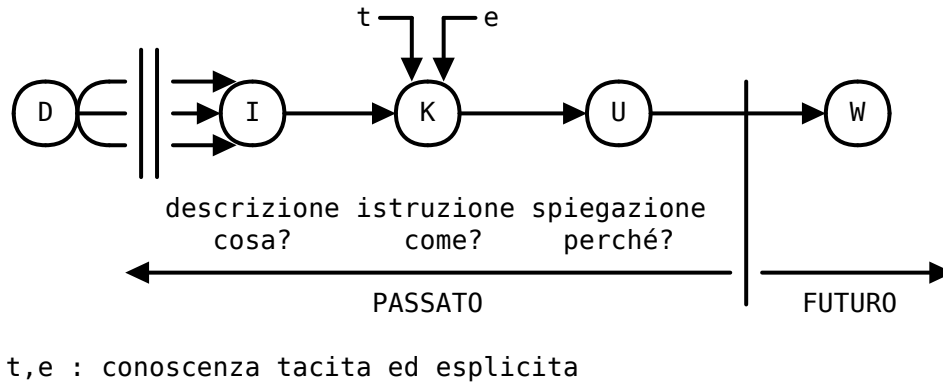 t e
D I K U W
descrizione istruzione spiegazione
cosa? come? perché?
PASSATO FUTURO
t,e : conoscenza tacita ed esplicita